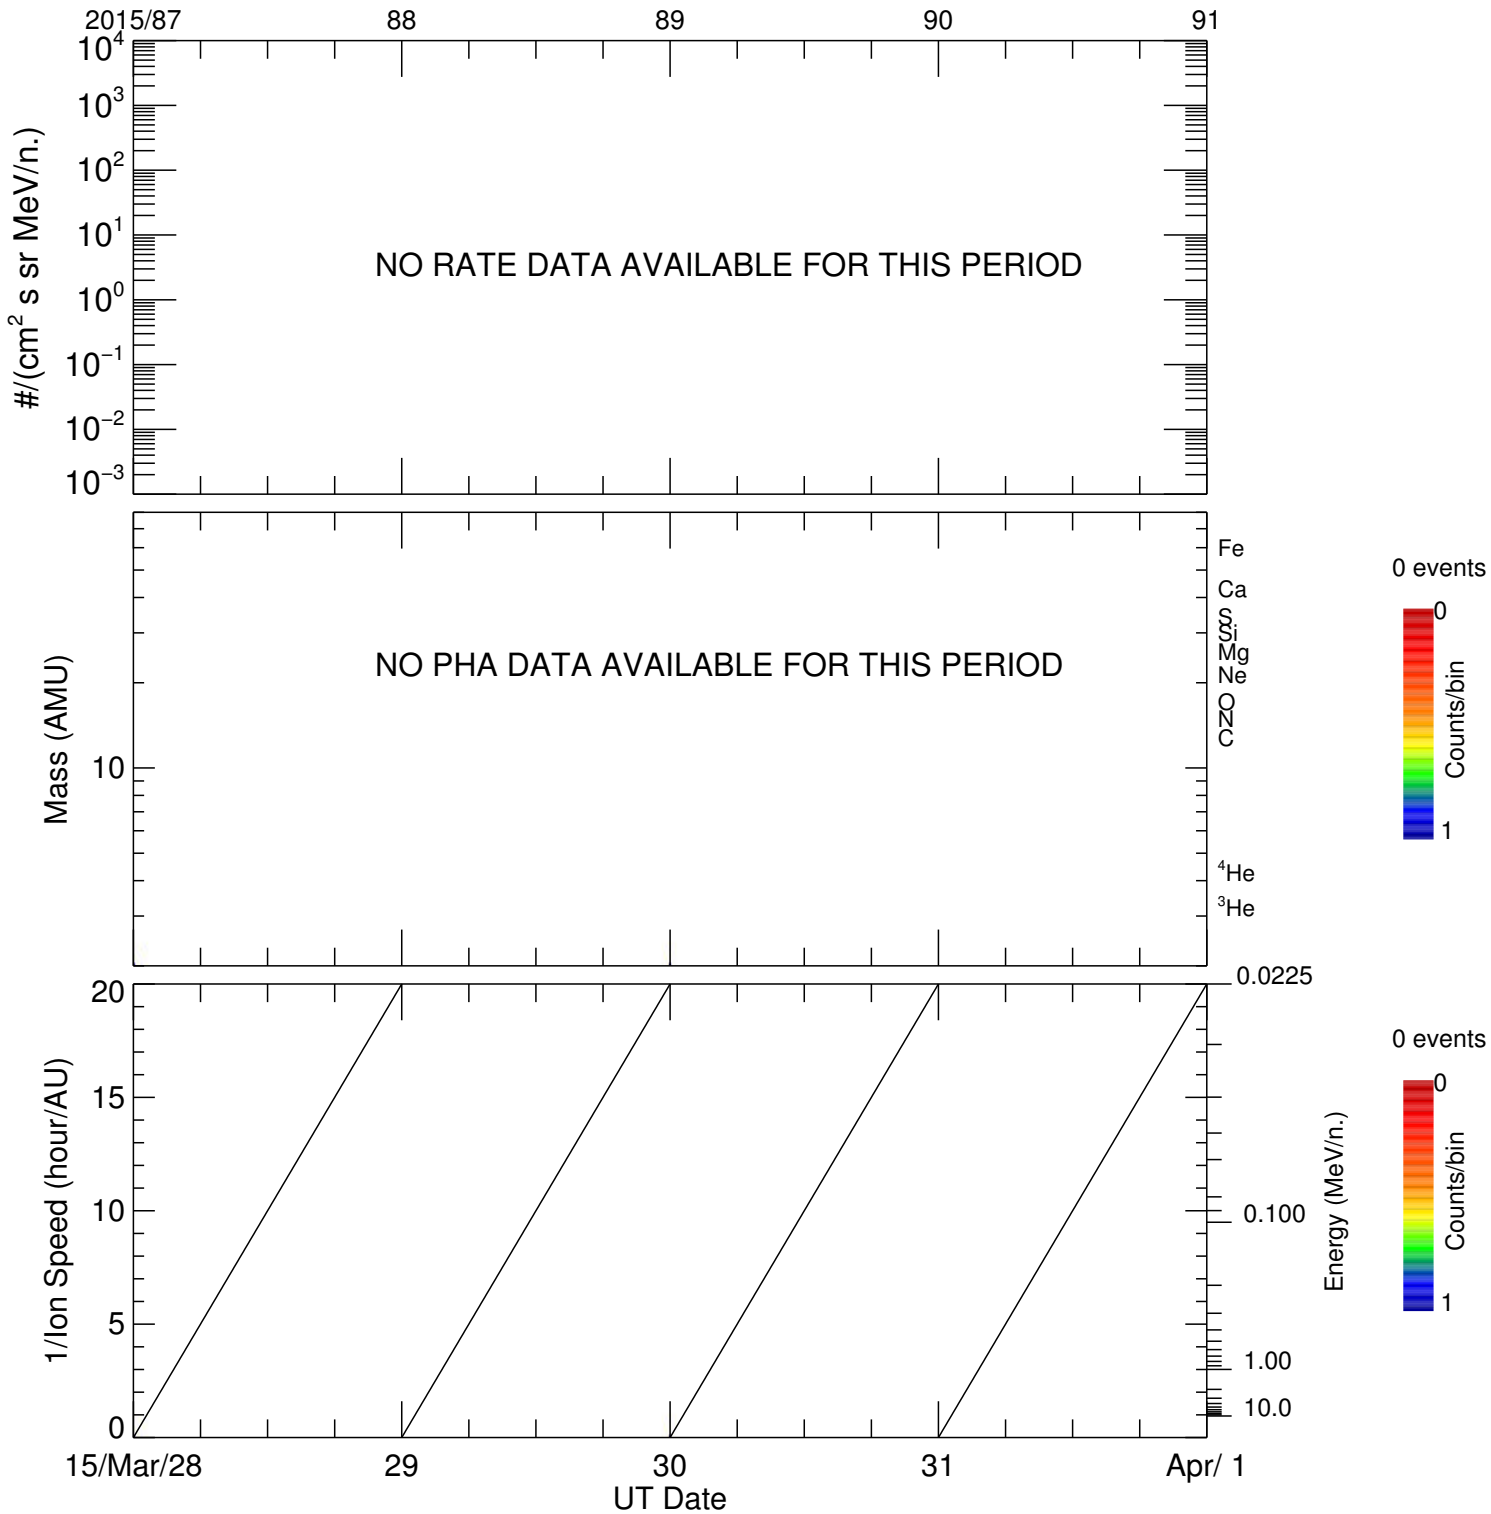 2015/87 88 89 90 91
10^4
10^3
10^2
10^1
10^0
10^−1
10^−2
10^−3
#/(cm^2 s sr MeV/n.)
NO RATE DATA AVAILABLE FOR THIS PERIOD
Mass (AMU)
10
NO PHA DATA AVAILABLE FOR THIS PERIOD
Fe
Ca
S
Si
Mg
Ne
O
N
C
^4He
^3He
0 events
0
1
Counts/bin
1/Ion Speed (hour/AU)
20
15
10
5
0
0.0225
0.100
1.00
10.0
Energy (MeV/n.)
0 events
0
1
Counts/bin
15/Mar/28 29 30 31 Apr/ 1
UT Date